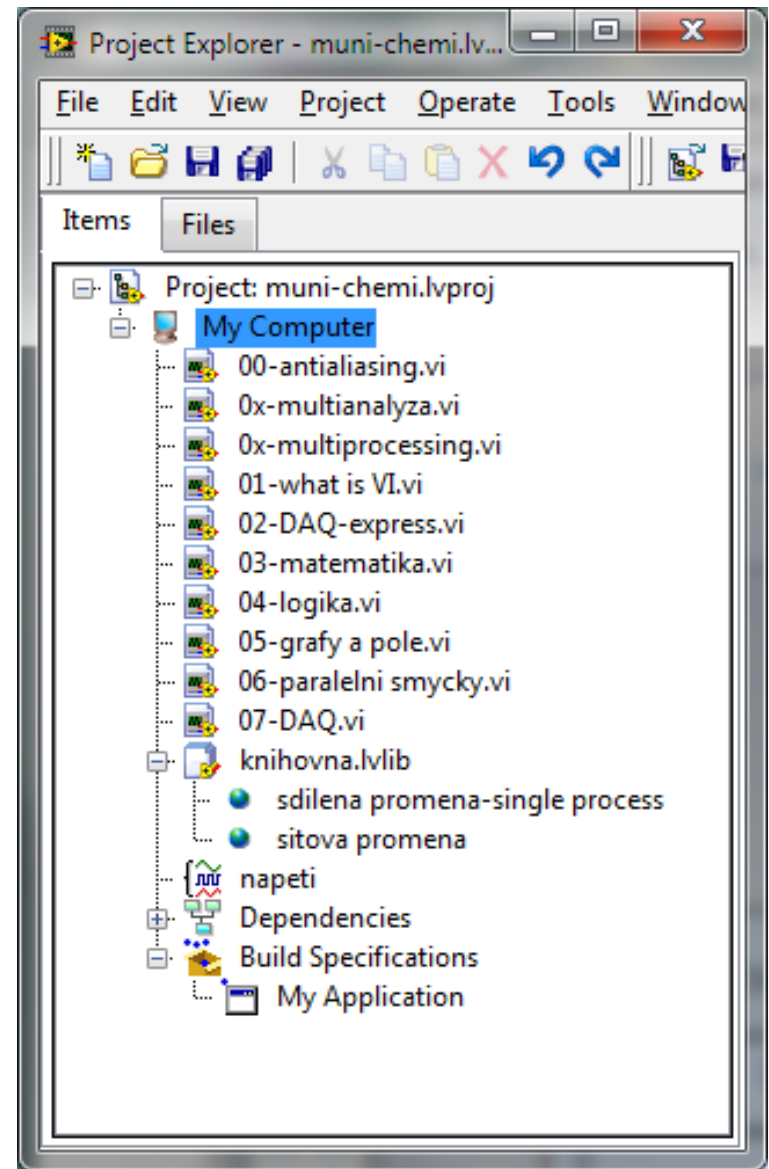 Project Explorer - muni-chemi.lv...
File Edit View Project Operate Tools Window
Items Files
Project: muni-chemi.lvproj
My Computer
00-antialiasing.vi
0x-multianalyza.vi
0x-multiprocessing.vi
01-what is VI.vi
02-DAQ-express.vi
03-matematika.vi
04-logika.vi
05-grafy a pole.vi
06-paralelni smycky.vi
07-DAQ.vi
knihovna.lvlib
sdilena promena-single process
sitova promena
napeti
Dependencies
Build Specifications
My Application